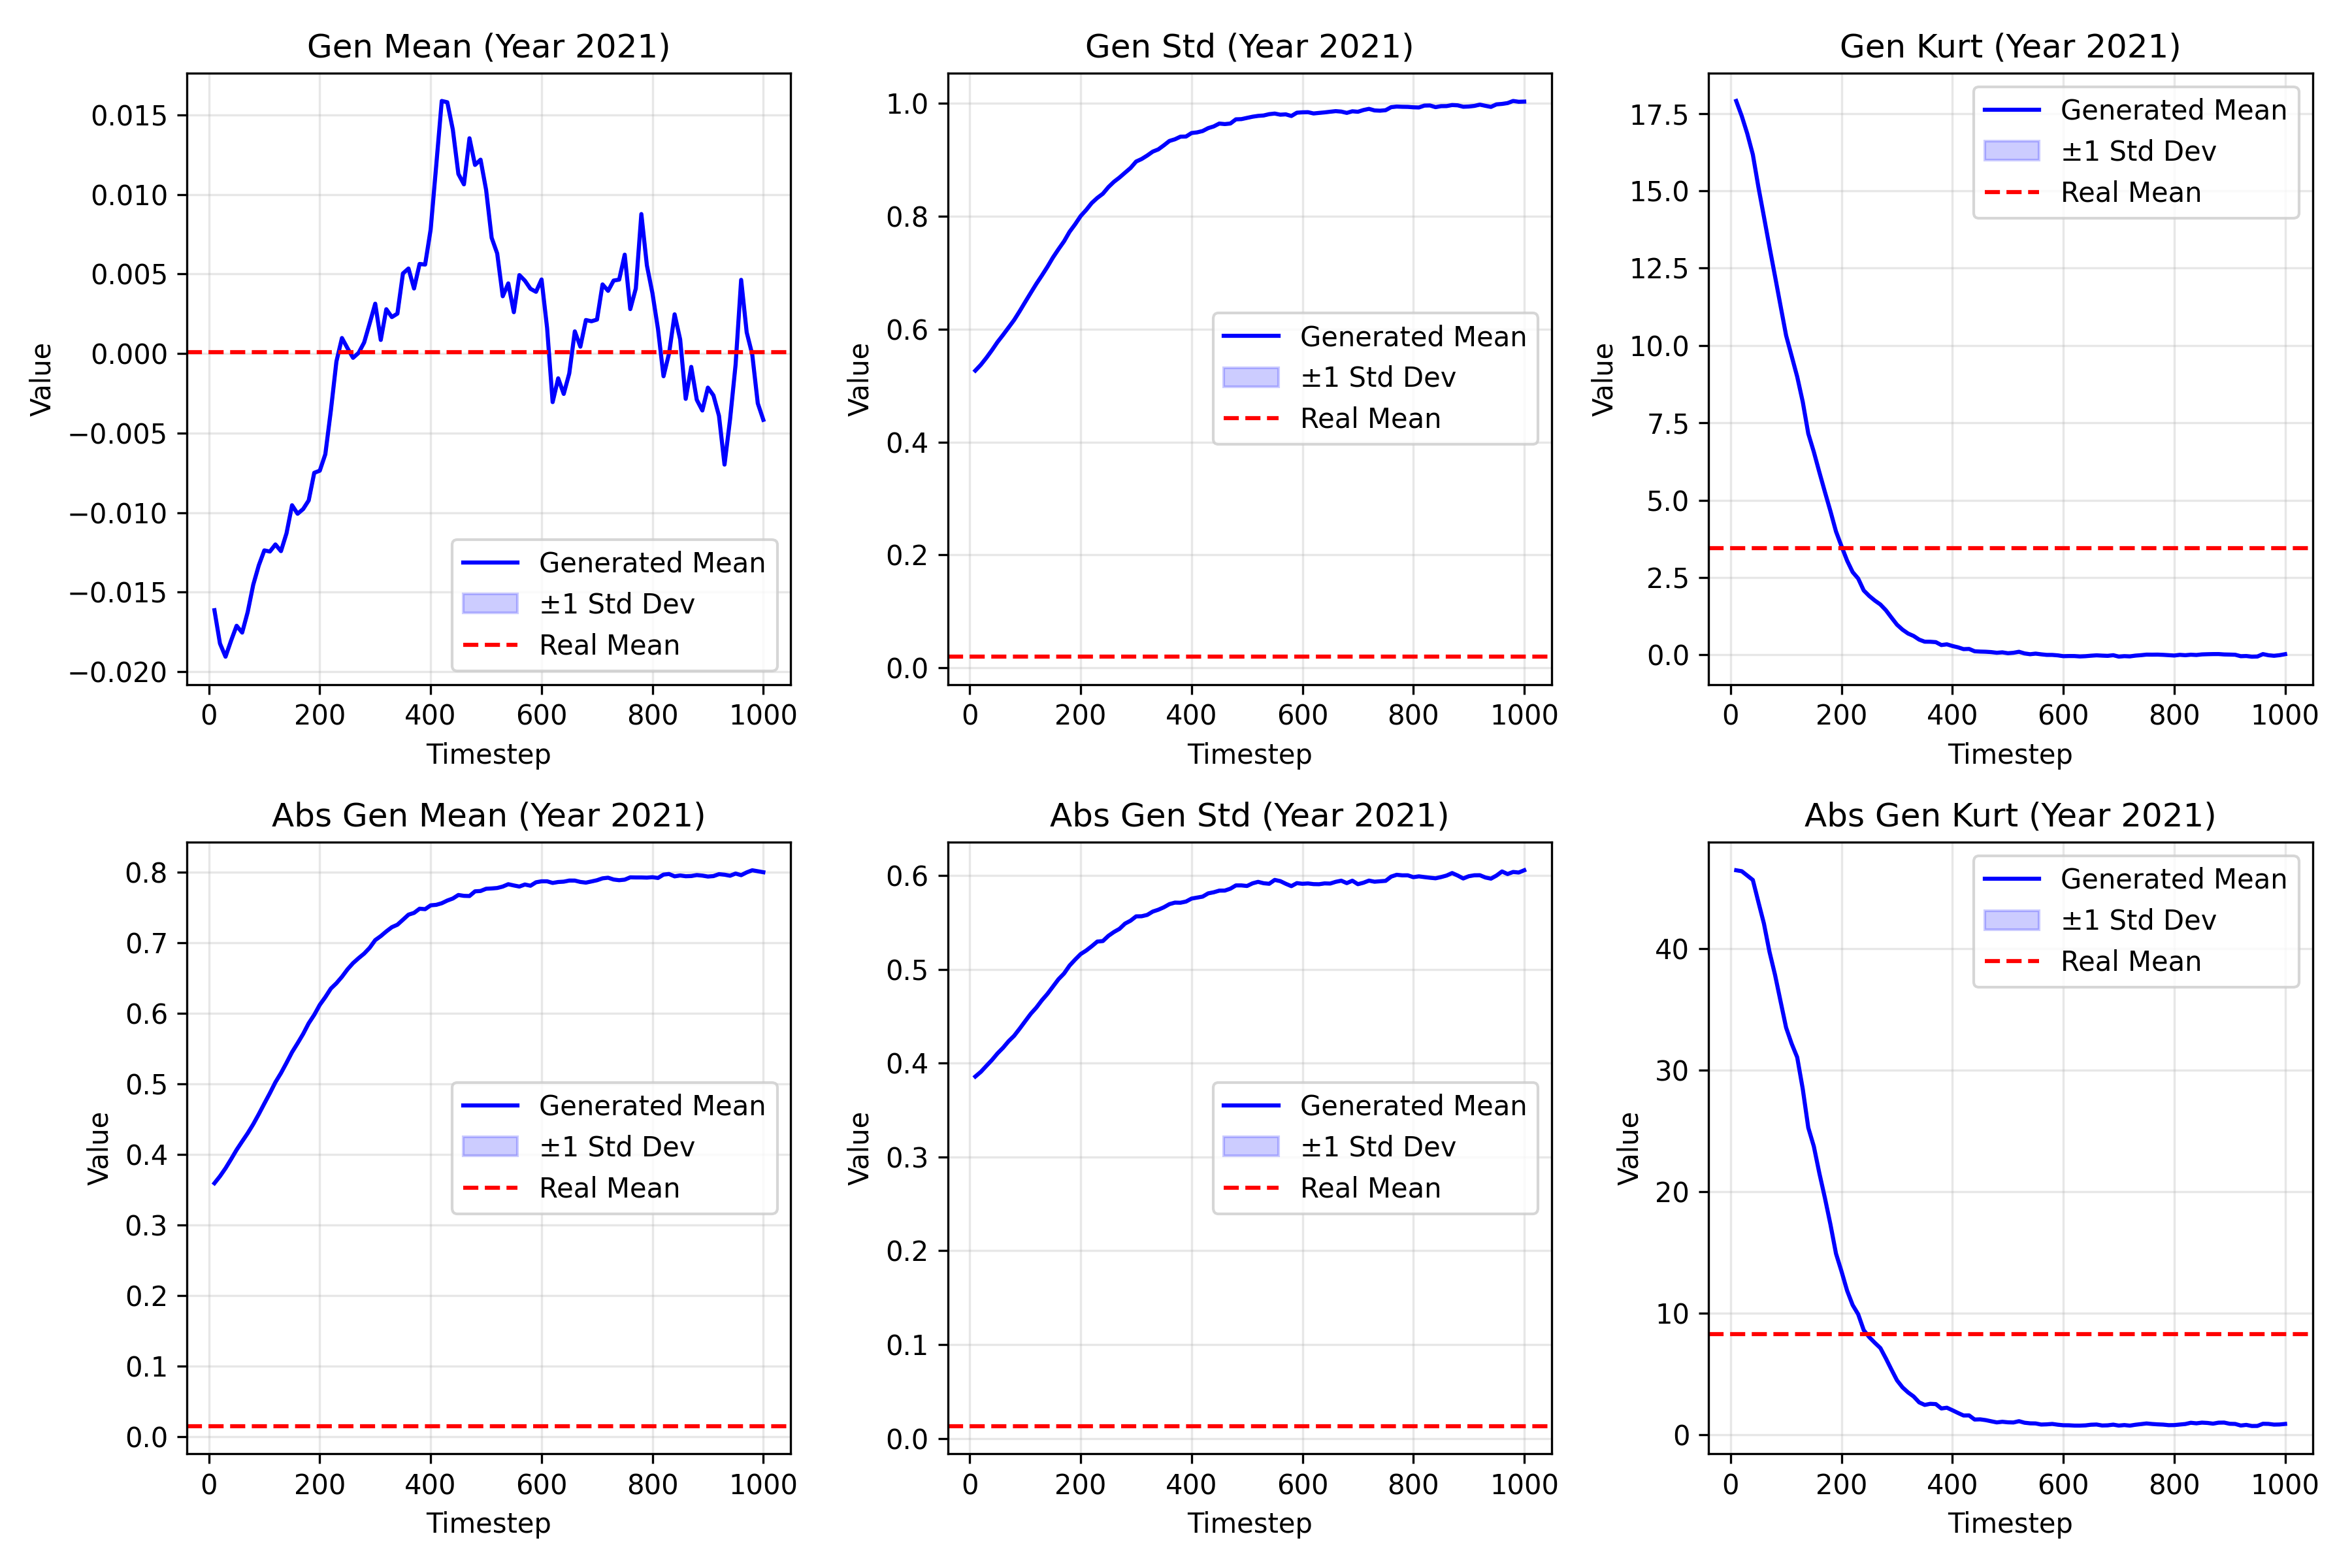 Gen Mean (Year 2021)
0.015
0.010
0.005
0.000
−0.005
−0.010
−0.015
−0.020
Value
0 200 400 600 800 1000
Timestep
Generated Mean
±1 Std Dev
Real Mean
Gen Std (Year 2021)
1.0
0.8
0.6
0.4
0.2
0.0
Value
0 200 400 600 800 1000
Timestep
Generated Mean
±1 Std Dev
Real Mean
Gen Kurt (Year 2021)
17.5
15.0
12.5
10.0
7.5
5.0
2.5
0.0
Value
0 200 400 600 800 1000
Timestep
Generated Mean
±1 Std Dev
Real Mean
Abs Gen Mean (Year 2021)
0.8
0.7
0.6
0.5
0.4
0.3
0.2
0.1
0.0
Value
0 200 400 600 800 1000
Timestep
Generated Mean
±1 Std Dev
Real Mean
Abs Gen Std (Year 2021)
0.6
0.5
0.4
0.3
0.2
0.1
0.0
Value
0 200 400 600 800 1000
Timestep
Generated Mean
±1 Std Dev
Real Mean
Abs Gen Kurt (Year 2021)
40
30
20
10
0
Value
0 200 400 600 800 1000
Timestep
Generated Mean
±1 Std Dev
Real Mean